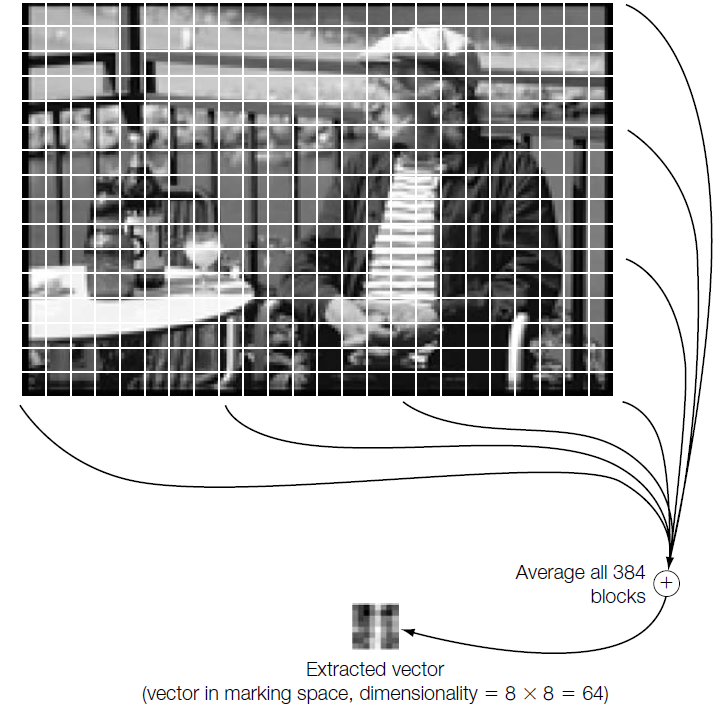 Average all 384
blocks
+
Extracted vector
(vector in marking space, dimensionality = 8 × 8 = 64)